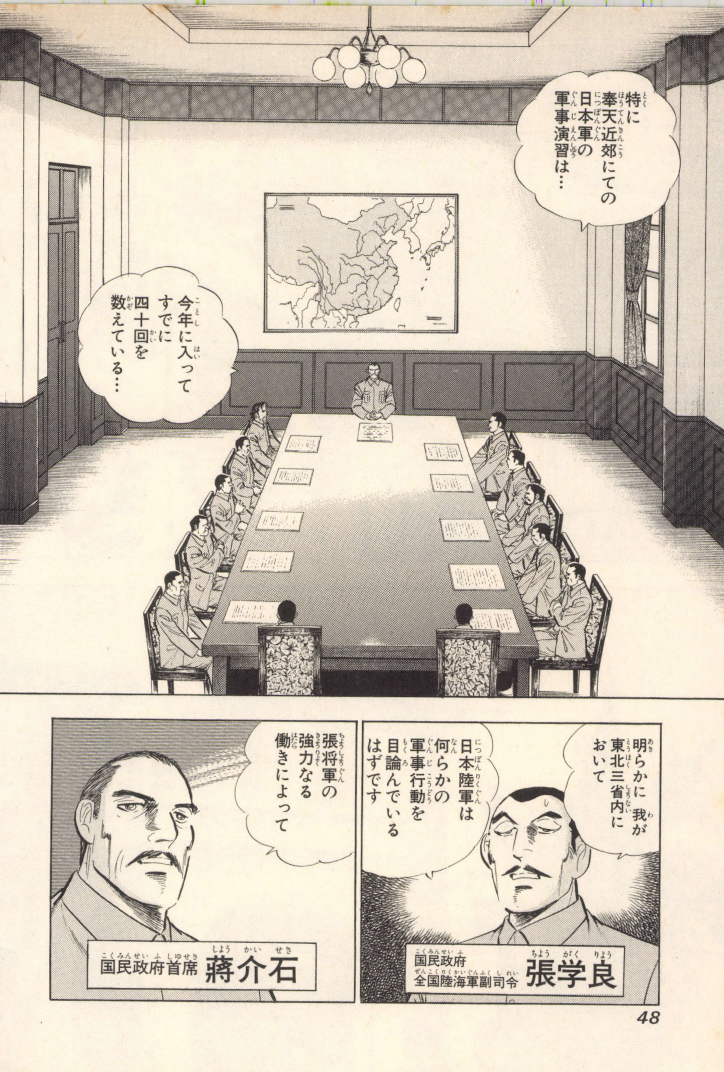 特に
奉天近郊にての
日本軍の
軍事演習は…
今年に入って
すでに
四十回を
数えている…
明らかに 我が
東北三省内に
おいて
日本陸軍は
何らかの
軍事行動を
目論んでいる
はずです
国民政府
全国陸海軍副司令
張学良
張将軍の
強力なる
働きによって
国民政府首席 蔣介石
48